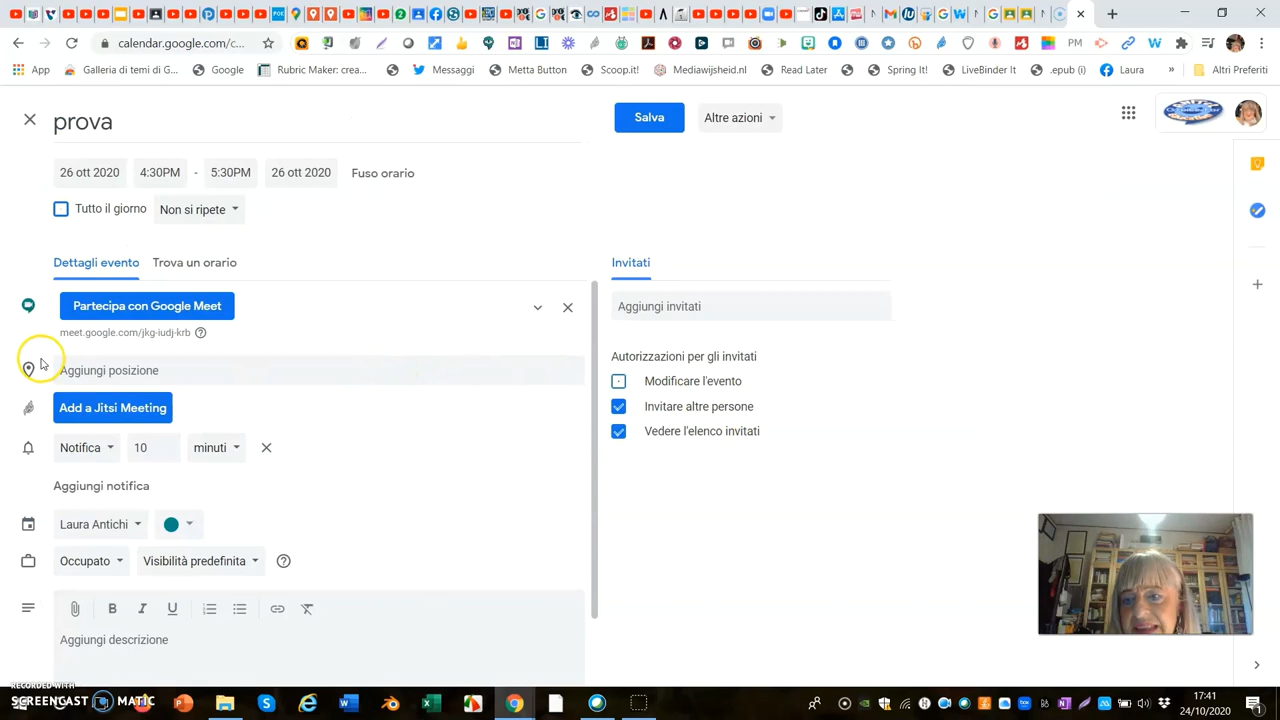 calendar.google.com/c...
App
Galleria di temi di G...
Google
Rubric Maker: crea...
Messaggi
Metta Button
Scoop.it!
Mediawijsheid.nl
Read Later
Spring It!
LiveBinder It
.epub (i)
Laura
»
Altri Preferiti
prova
Salva
Altre azioni
26 ott 2020
4:30PM
-
5:30PM
26 ott 2020
Fuso orario
Tutto il giorno
Non si ripete
Dettagli evento
Trova un orario
Invitati
Partecipa con Google Meet
meet.google.com/jkg-iudj-krb
Aggiungi invitati
Aggiungi posizione
Autorizzazioni per gli invitati
Modificare l'evento
Add a Jitsi Meeting
Invitare altre persone
Vedere l'elenco invitati
Notifica
10
minuti
Aggiungi notifica
Laura Antichi
Occupato
Visibilità predefinita
B I U
Aggiungi descrizione
RECORDED WITH
SCREENCAST MATIC
17:41
24/10/2020